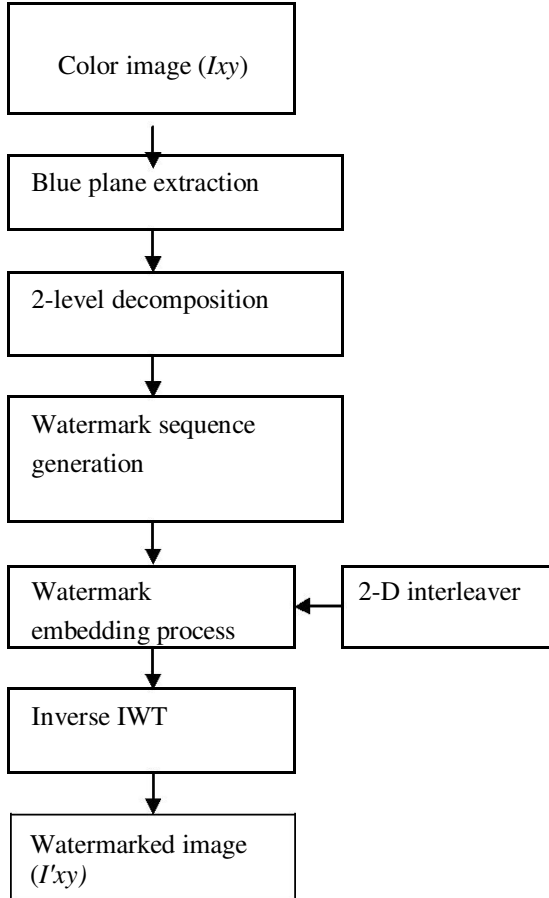 Color image (Ixy)
Blue plane extraction
2-level decomposition
Watermark sequence
generation
Watermark
embedding process
2-D interleaver
Inverse IWT
Watermarked image
(I'xy)